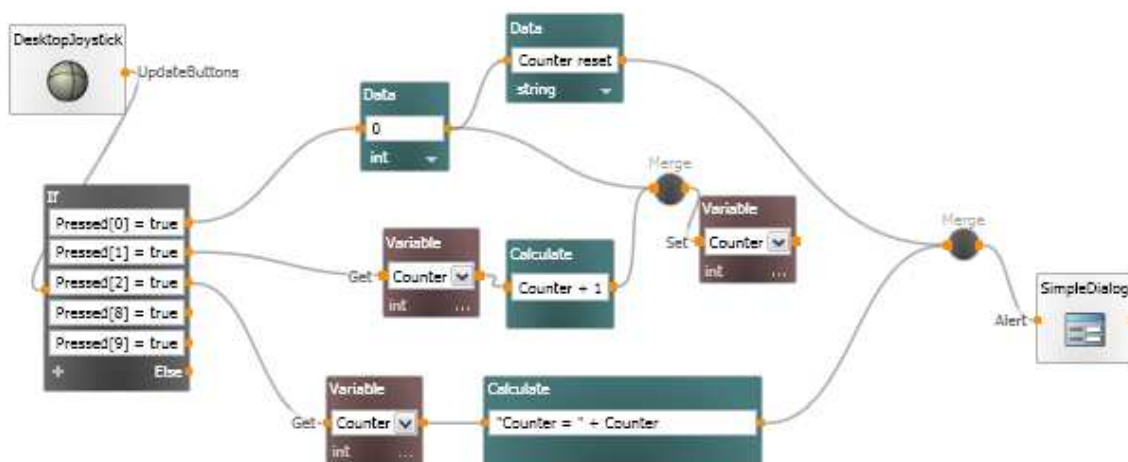 DesktopJoystick
UpdateButtons
Data
Counter reset
string
Data
0
int
Merge
If
Pressed[0] = true
Pressed[1] = true
Pressed[2] = true
Pressed[8] = true
Pressed[9] = true
+ Else
Variable
Get Counter
int ...
Calculate
Counter + 1
Variable
Set Counter
int ...
Merge
SimpleDialog
Alert
Variable
Get Counter
int ...
Calculate
"Counter = " + Counter